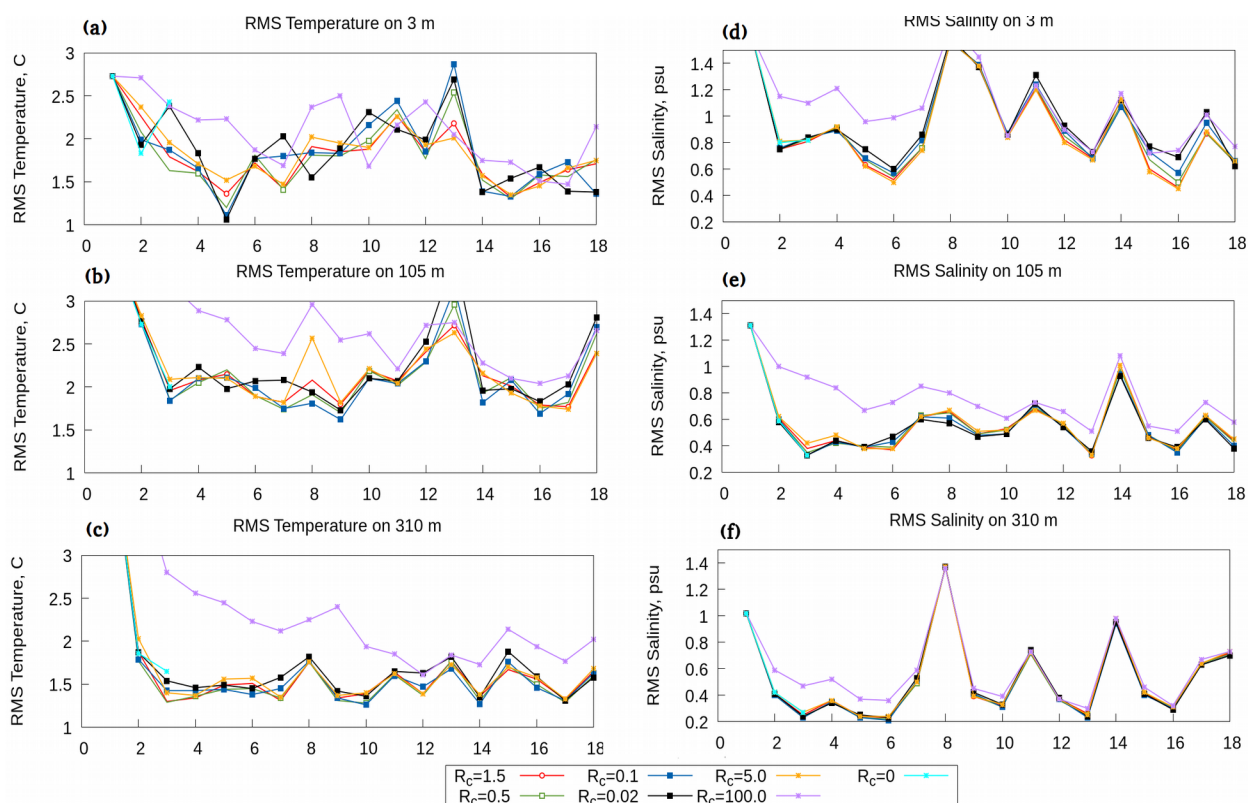 (a)
RMS Temperature on 3 m
RMS Temperature, C
3
2.5
2
1.5
1
0 2 4 6 8 10 12 14 16 18
(d)
RMS Salinity on 3 m
RMS Salinity, psu
1.4
1.2
1
0.8
0.6
0.4
0.2
0 2 4 6 8 10 12 14 16 18
(b)
RMS Temperature on 105 m
RMS Temperature, C
3
2.5
2
1.5
1
0 2 4 6 8 10 12 14 16 18
(e)
RMS Salinity on 105 m
RMS Salinity, psu
1.4
1.2
1
0.8
0.6
0.4
0.2
0 2 4 6 8 10 12 14 16 18
(c)
RMS Temperature on 310 m
RMS Temperature, C
3
2.5
2
1.5
1
0 2 4 6 8 10 12 14 16 18
(f)
RMS Salinity on 310 m
RMS Salinity, psu
1.4
1.2
1
0.8
0.6
0.4
0.2
0 2 4 6 8 10 12 14 16 18
Rc=1.5 Rc=0.1 Rc=5.0 Rc=0
Rc=0.5 Rc=0.02 Rc=100.0